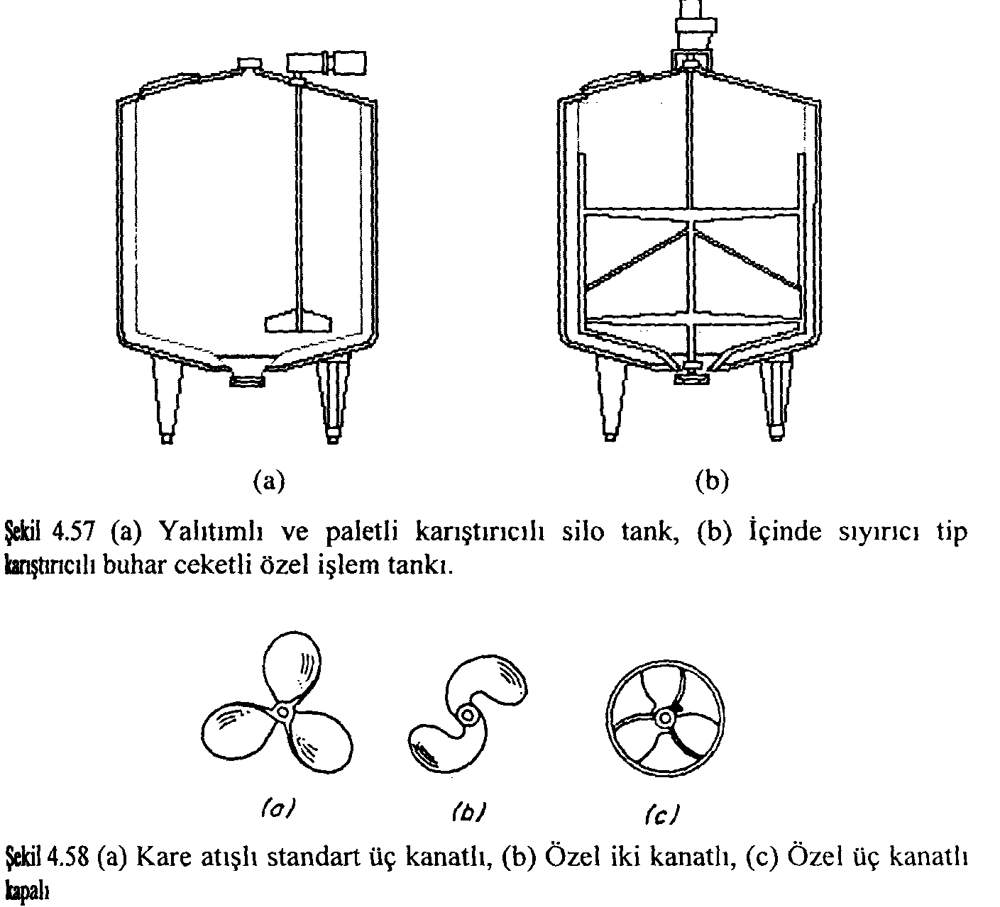 (a)
(b)
Şekil 4.57 (a) Yalıtımlı ve paletli karıştırıcılı silo tank, (b) İçinde sıyırıcı tip
karıştırıcılı buhar ceketli özel işlem tankı.
(a)
(b)
(c)
Şekil 4.58 (a) Kare atışlı standart üç kanatlı, (b) Özel iki kanatlı, (c) Özel üç kanatlı
kapalı